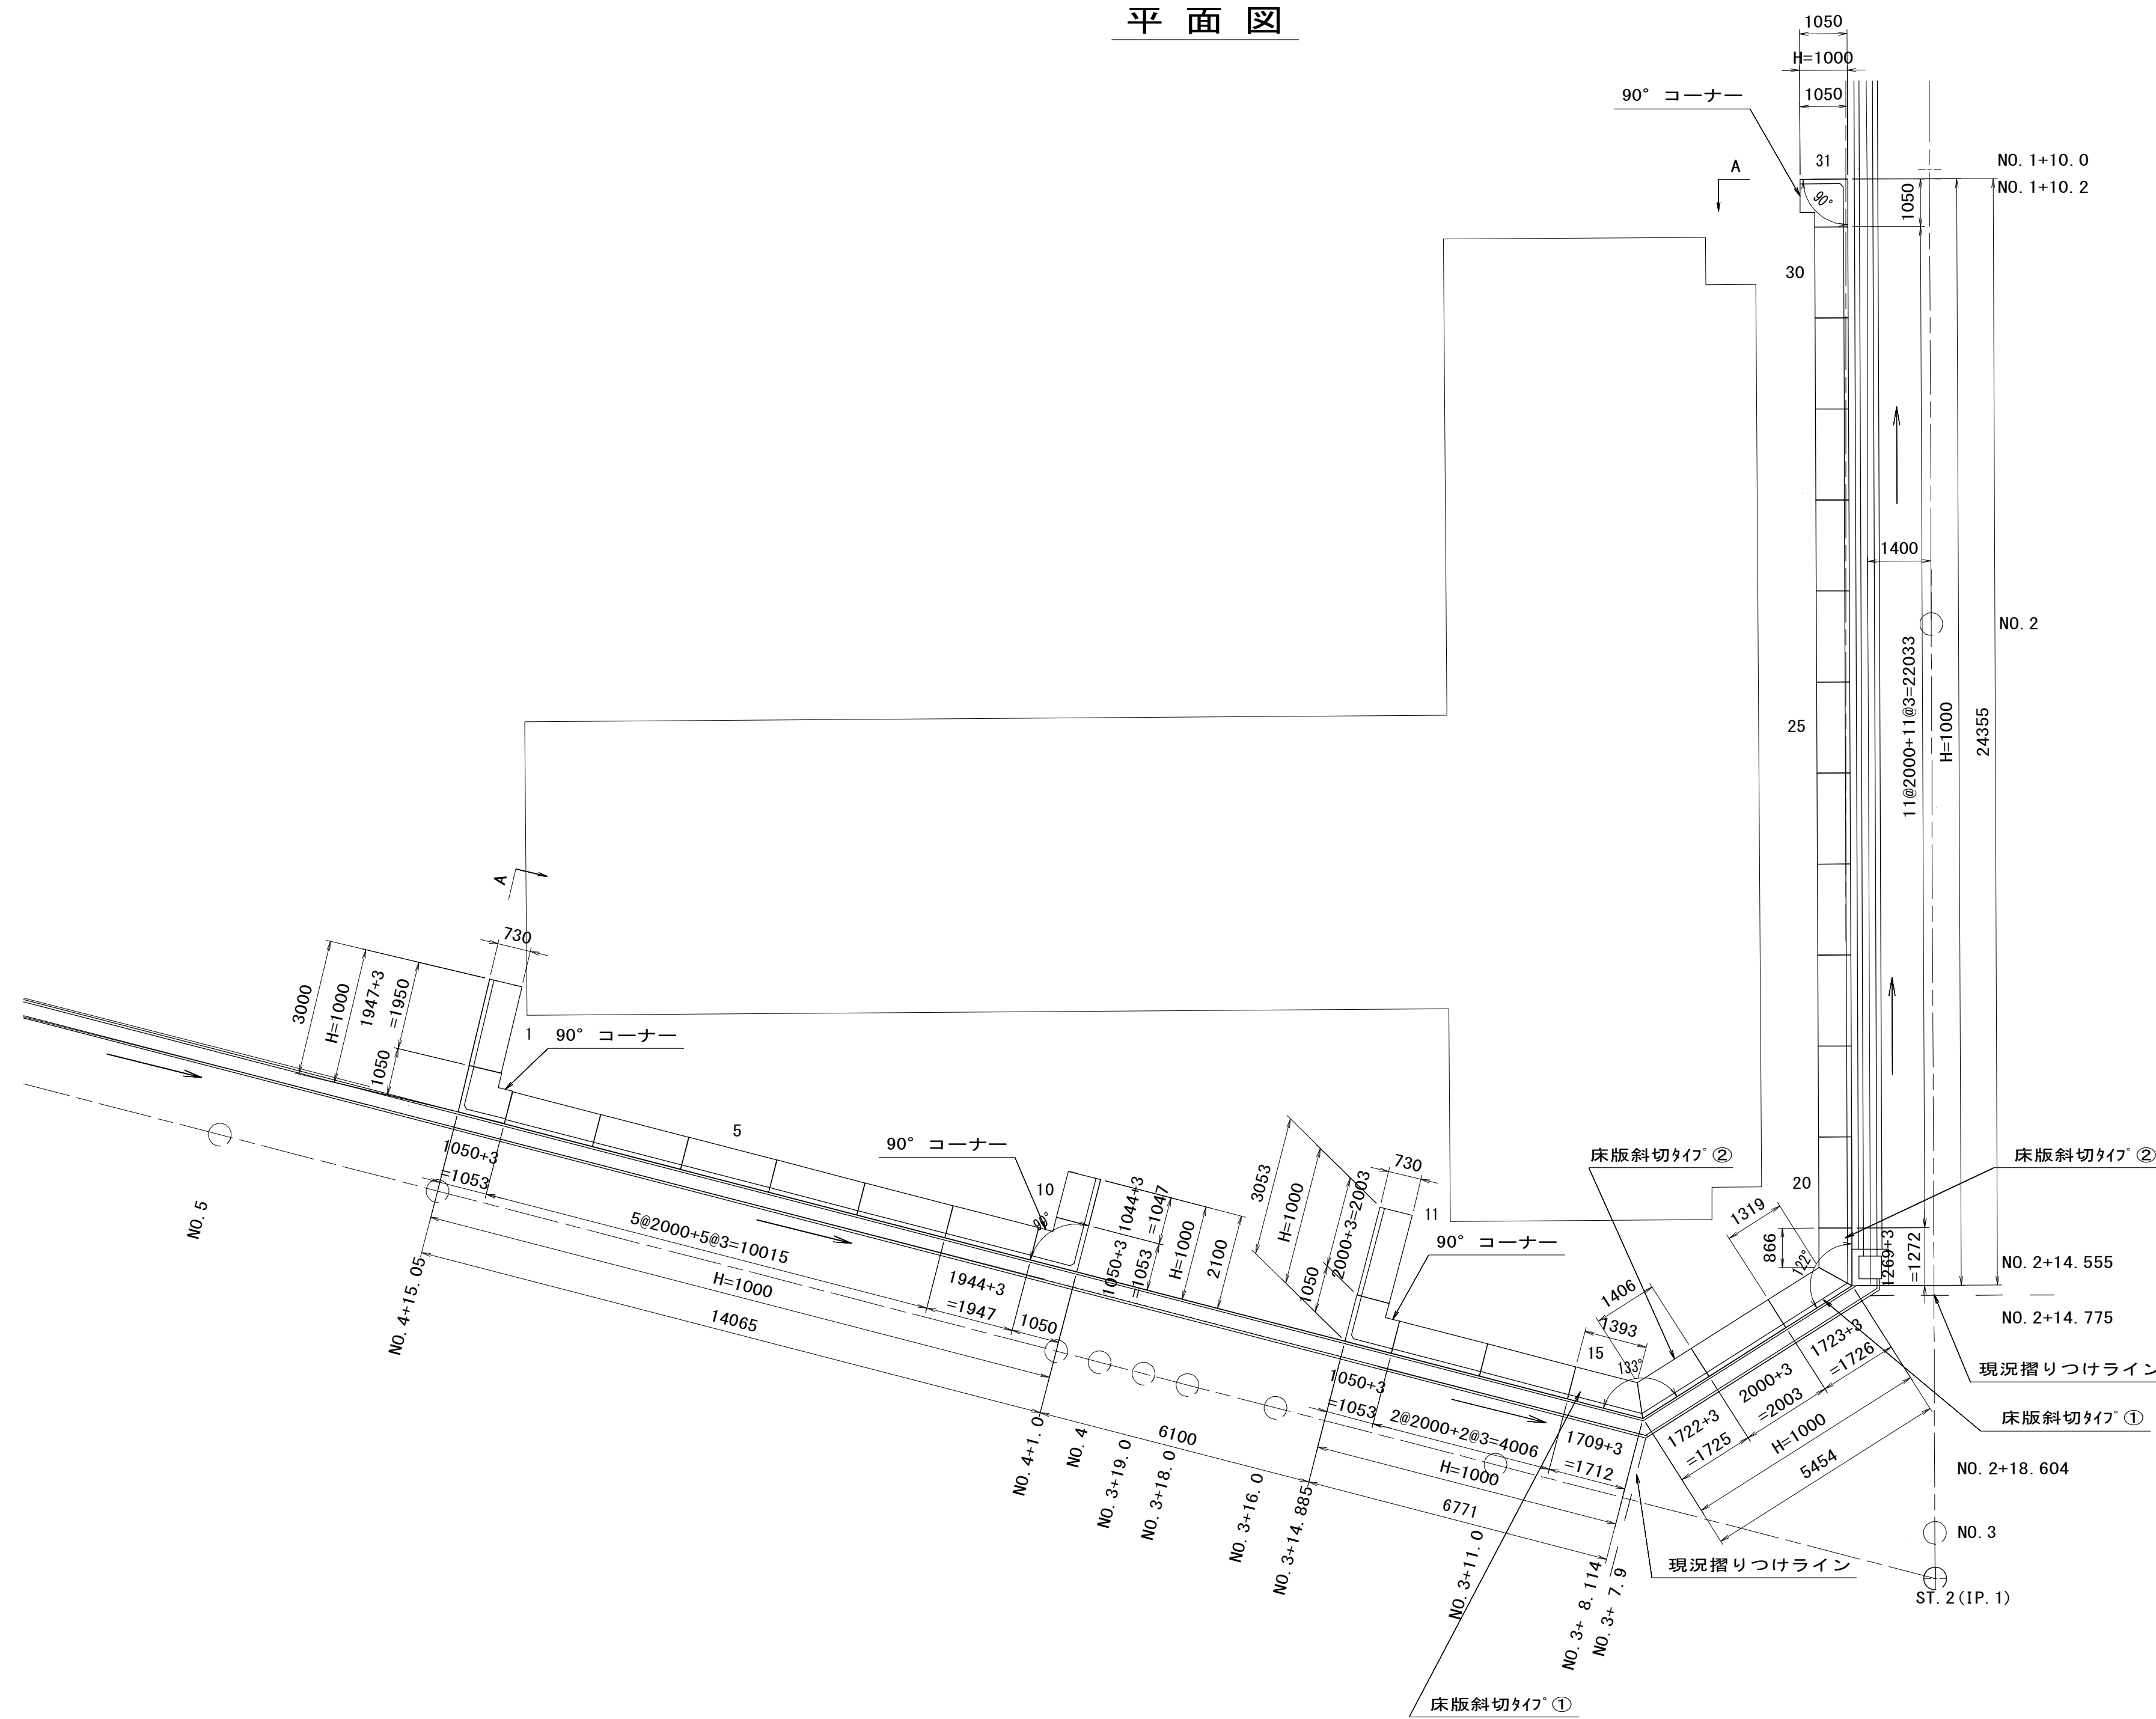 平 面 図
1050
H=1000
1050
90° コーナー
31
A
90°
NO. 1+10. 0
NO. 1+10. 2
1050
30
1400
NO. 2
11@2000+11@3=22033
H=1000
24355
25
A
730
3000
H=1000
1947+3
=1950
1050
1
90° コーナー
5
90° コーナー
10
90°
1050+3
=1053
5@2000+5@3=10015
H=1000
14065
1944+3
=1947
1050
1044+3
=1047
1050+3
=1053
H=1000
2100
3053
H=1000
1050
2000+3=2003
730
11
90° コーナー
床版斜切ﾀｲﾌﾟ②
床版斜切ﾀｲﾌﾟ②
20
1319
866
122°
1269+3
=1272
1406
1393
15
133°
NO. 2+14. 555
NO. 2+14. 775
現況摺りつけライン
床版斜切ﾀｲﾌﾟ①
1723+3
=1726
2000+3
=2003
1722+3
=1725
H=1000
5454
1050+3
=1053
2@2000+2@3=4006
1709+3
=1712
H=1000
6771
6100
NO. 5
NO. 4+15. 05
NO. 4+1. 0
NO. 4
NO. 3+19. 0
NO. 3+18. 0
NO. 3+16. 0
NO. 3+14. 885
NO. 3+11. 0
NO. 3+ 8. 114
NO. 3+ 7. 9
NO. 2+18. 604
NO. 3
ST. 2(IP. 1)
現況摺りつけライン
床版斜切ﾀｲﾌﾟ①